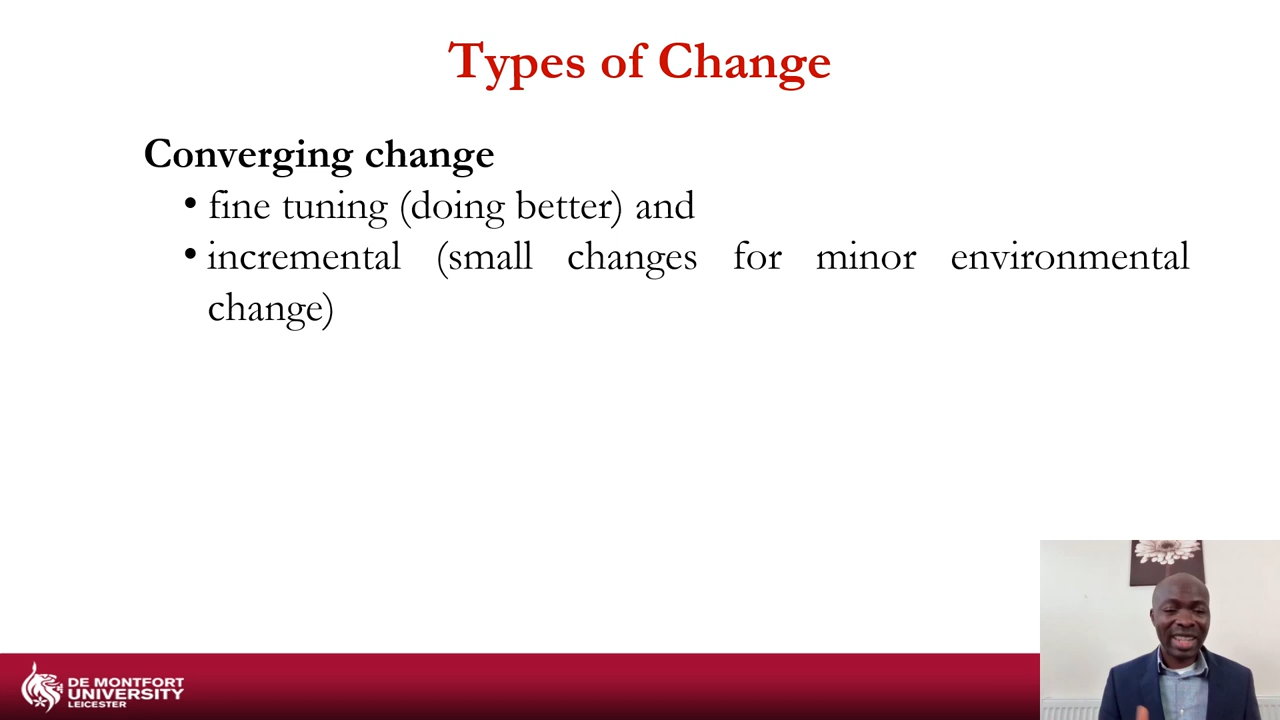 Types of Change
Converging change
• fine tuning (doing better) and
• incremental (small changes for minor environmental
change)
DE MONTFORT
UNIVERSITY
LEICESTER